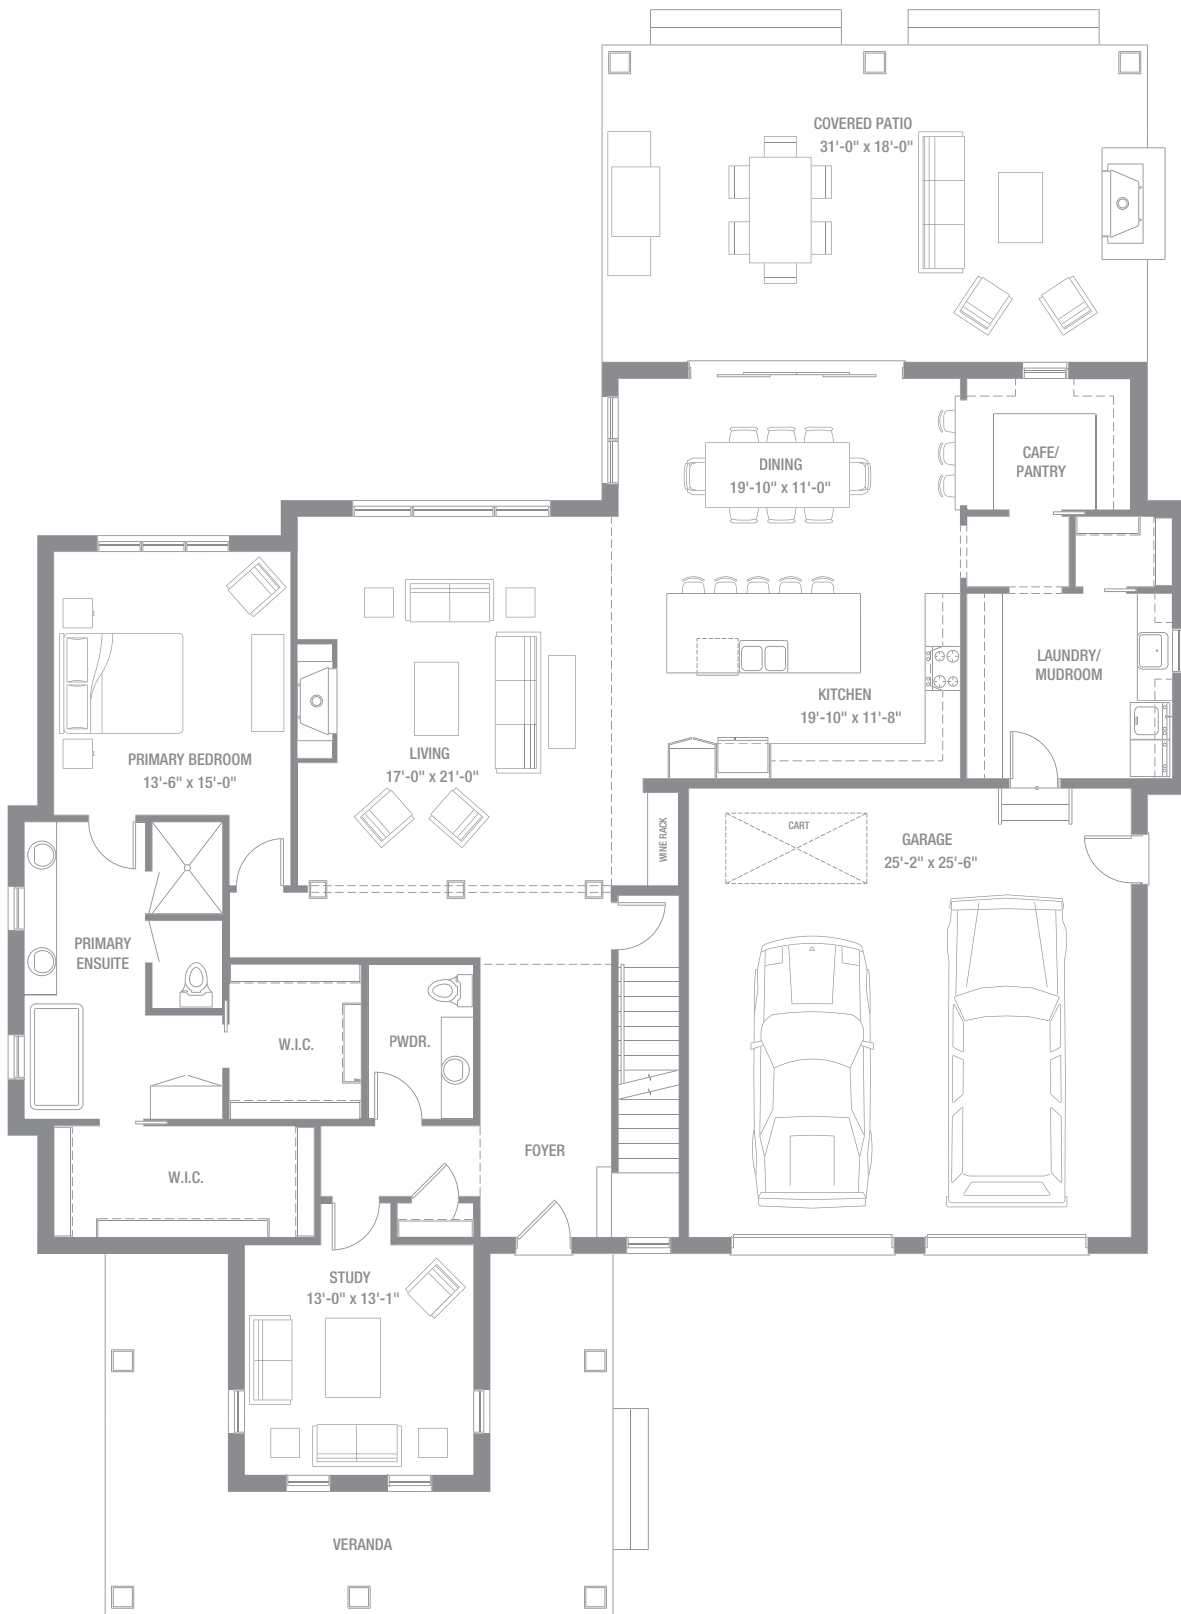 COVERED PATIO
31'-0" x 18'-0"
DINING
19'-10" x 11'-0"
CAFE/
PANTRY
LAUNDRY/
MUDROOM
KITCHEN
19'-10" x 11'-8"
LIVING
17'-0" x 21'-0"
PRIMARY BEDROOM
13'-6" x 15'-0"
WINE RACK
CART
GARAGE
25'-2" x 25'-6"
PRIMARY
ENSUITE
W.I.C.
PWDR.
FOYER
W.I.C.
STUDY
13'-0" x 13'-1"
VERANDA